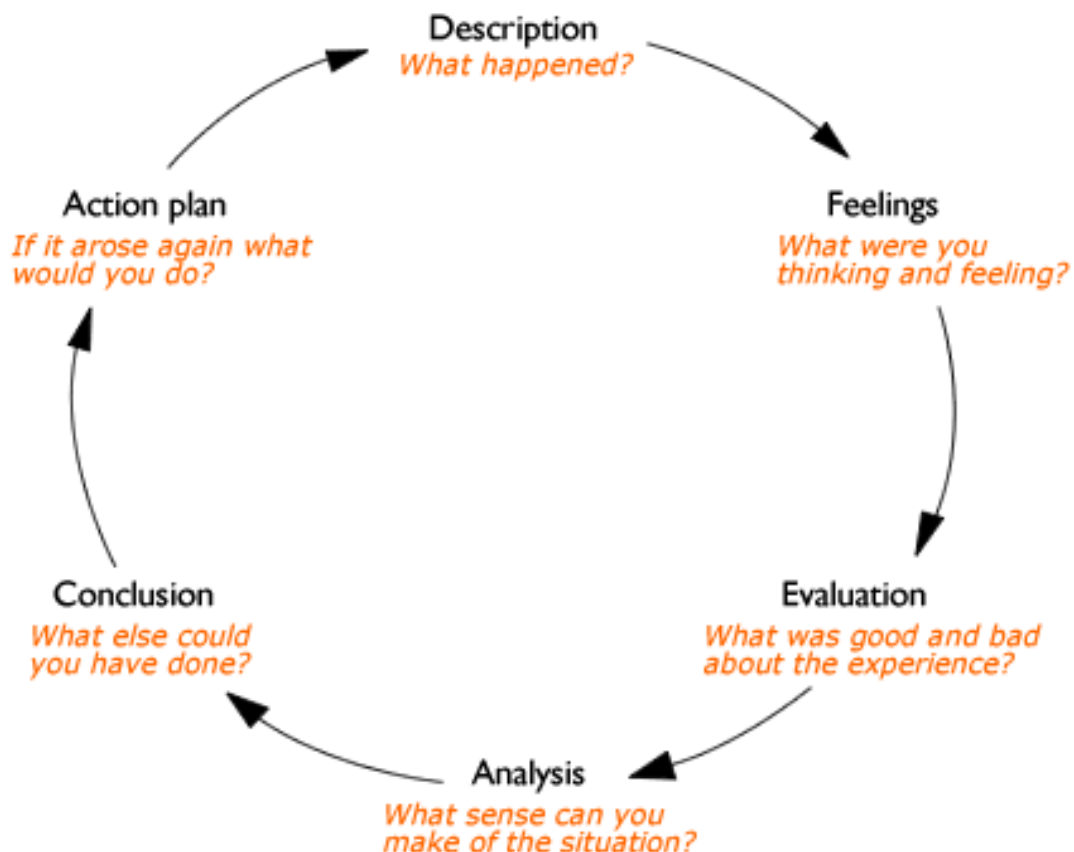 Description
What happened?
Feelings
What were you
thinking and feeling?
Evaluation
What was good and bad
about the experience?
Analysis
What sense can you
make of the situation?
Conclusion
What else could
you have done?
Action plan
If it arose again what
would you do?